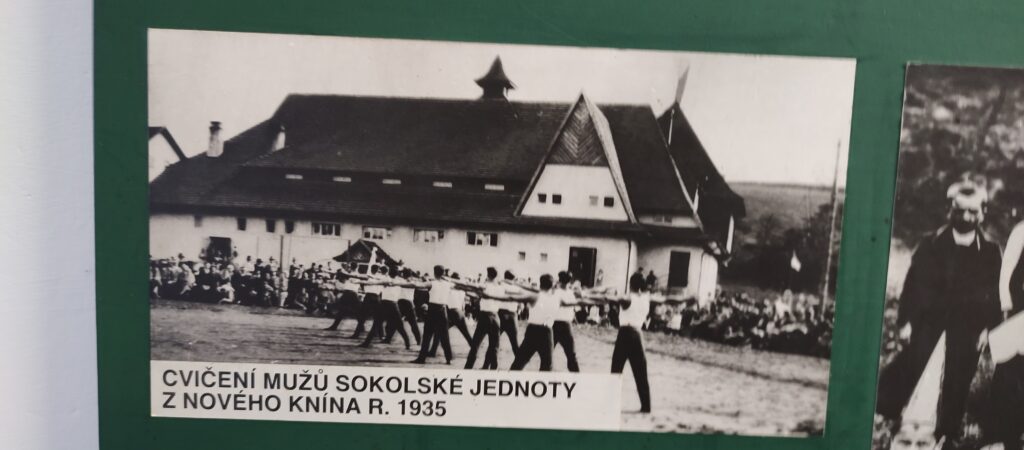 CVIČENÍ MUŽŮ SOKOLSKÉ JEDNOTY
Z NOVÉHO KNÍNA R. 1935